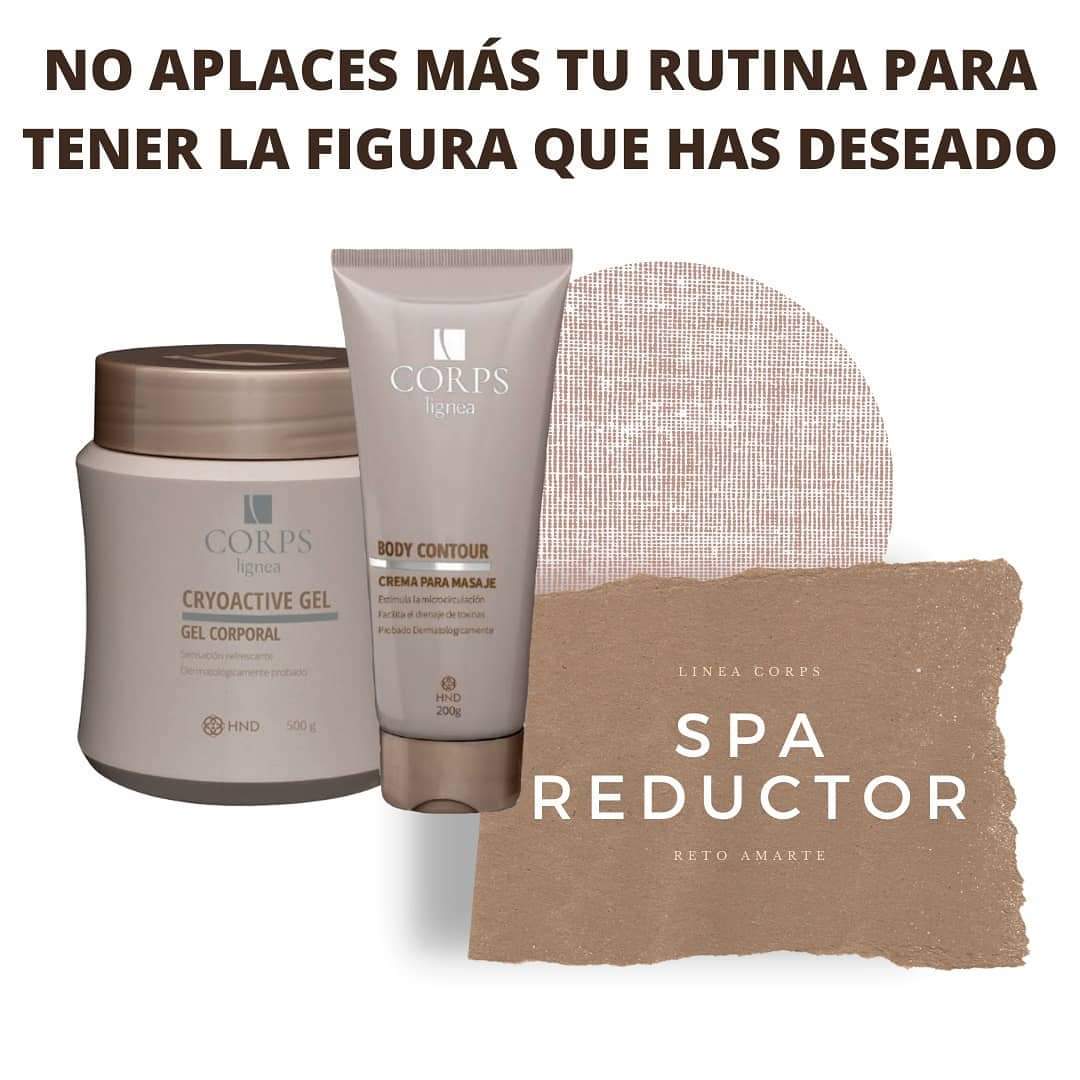 NO APLACES MÁS TU RUTINA PARA
TENER LA FIGURA QUE HAS DESEADO
CORPS
lignea
CRYOACTIVE GEL
GEL CORPORAL
Sensación refrescante
Dermatológicamente probado
HND 500 g
CORPS
lignea
BODY CONTOUR
CREMA PARA MASAJE
Estimula la microcirculación
Facilita el drenaje de toxinas
Probado Dermatológicamente
HND
200g
LINEA CORPS
SPA
REDUCTOR
RETO AMARTE